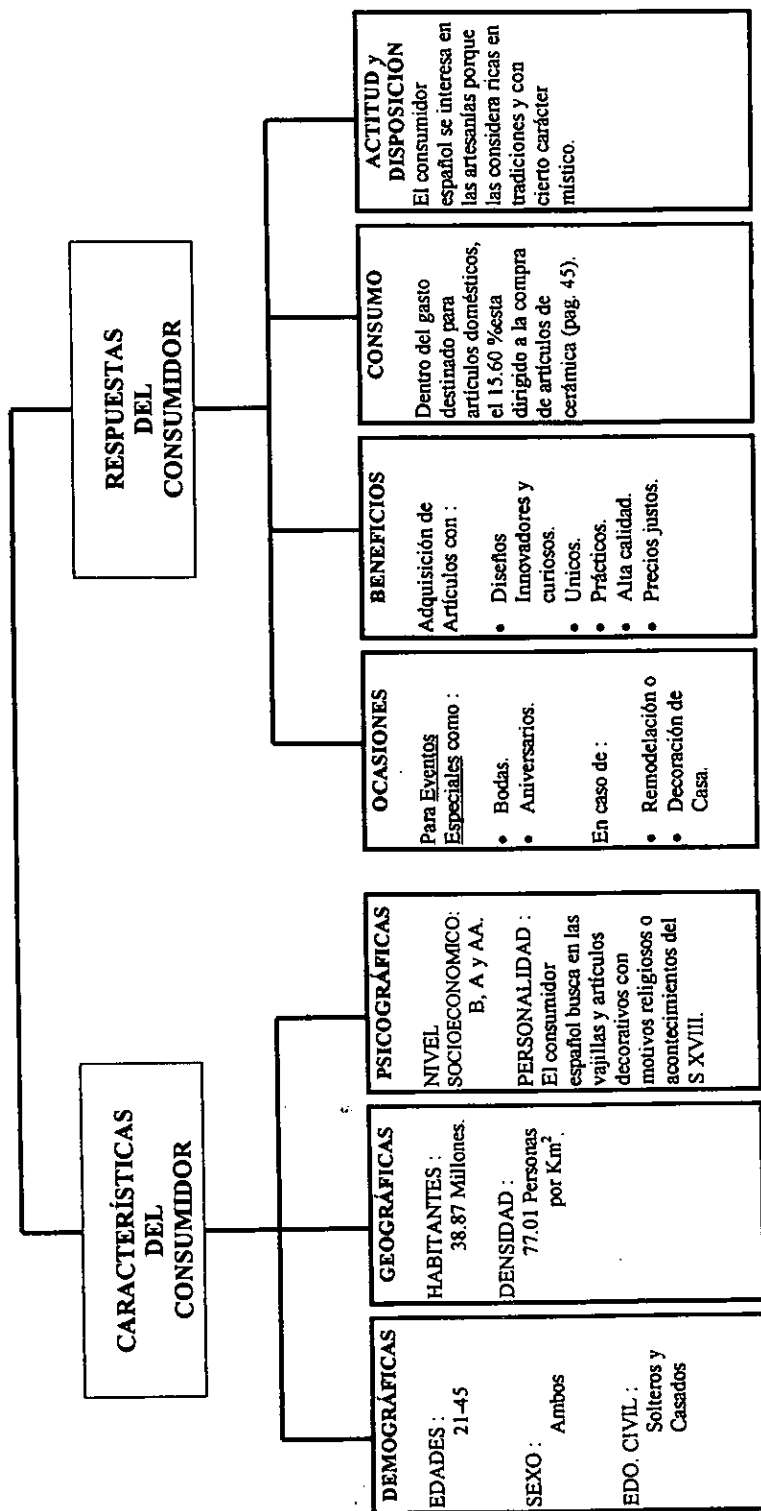 CARACTERÍSTICAS
DEL
CONSUMIDOR
DEMOGRÁFICAS
EDADES :
21-45
SEXO :
Ambos
EDO. CIVIL :
Solteros y
Casados
GEOGRÁFICAS
HABITANTES :
38.87 Millones.
DENSIDAD :
77.01 Personas
por Km².
PSICOGRÁFICAS
NIVEL
SOCIOECONOMICO:
B, A y AA.
PERSONALIDAD :
El consumidor
español busca en las
vajillas y artículos
decorativos con
motivos religiosos o
acontecimientos del
S XVIII.
RESPUESTAS
DEL
CONSUMIDOR
OCASIONES
Para Eventos
Especiales como :
• Bodas.
• Aniversarios.
En caso de :
• Remodelación o
• Decoración de
Casa.
BENEFICIOS
Adquisición de
Artículos con :
• Diseños
Innovadores y
curiosos.
• Unicos.
• Prácticos.
• Alta calidad.
• Precios justos.
CONSUMO
Dentro del gasto
destinado para
artículos domésticos,
el 15.60 %esta
dirigido a la compra
de artículos de
cerámica (pag. 45).
ACTITUD y
DISPOSICIÓN
El consumidor
español se interesa en
las artesanías porque
las considera ricas en
tradiciones y con
cierto carácter
místico.